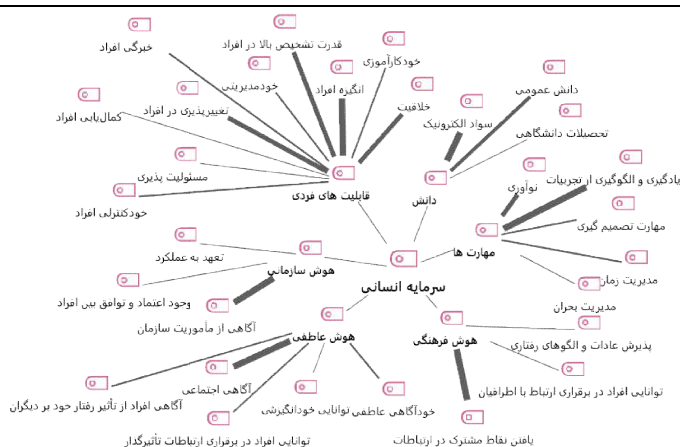 خبرگی افراد
قدرت تشخیص بالا در افراد
خودکارآموزی
خودمدیریتی
انگیزه افراد
دانش عمومی
کمال‌یابی افراد
تغییرپذیری در افراد
خلاقیت
سواد الکترونیک
تحصیلات دانشگاهی
مسئولیت پذیری
قابلیت های فردی
دانش
نوآوری
یادگیری و الگوگیری از تجربیات
خودکنترلی افراد
مهارت تصمیم گیری
تعهد به عملکرد
هوش سازمانی
مهارت ها
سرمایه انسانی
مدیریت زمان
وجود اعتماد و توافق بین افراد
مدیریت بحران
آگاهی از مأموریت سازمان
هوش عاطفی
هوش فرهنگی
پذیرش عادات و الگوهای رفتاری
آگاهی اجتماعی
توانایی افراد در برقراری ارتباط با اطرافیان
آگاهی افراد از تأثیر رفتار خود بر دیگران
توانایی خودانگیزشی
خودآگاهی عاطفی
توانایی افراد در برقراری ارتباطات تأثیرگذار
یافتن نقاط مشترک در ارتباطات